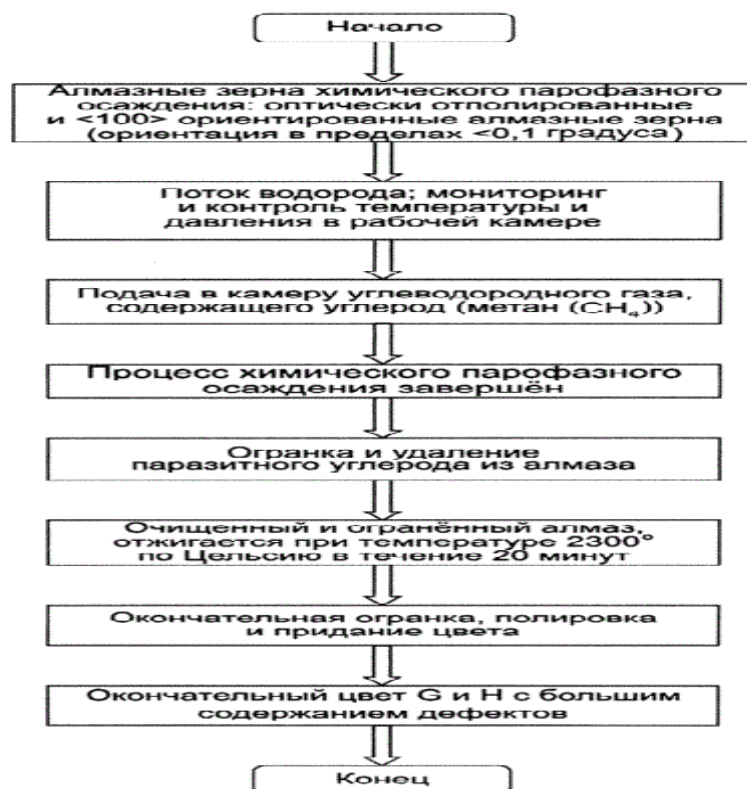 Начало
Алмазные зерна химического парофазного
осаждения: оптически отполированные
и <100> ориентированные алмазные зерна
(ориентация в пределах <0,1 градуса)
Поток водорода; мониторинг
и контроль температуры и
давления в рабочей камере
Подача в камеру углеводородного газа,
содержащего углерод (метан (CH₄))
Процесс химического парофазного
осаждения завершён
Огранка и удаление
паразитного углерода из алмаза
Очищенный и огранённый алмаз,
отжигается при температуре 2300°
по Цельсию в течение 20 минут
Окончательная огранка, полировка
и придание цвета
Окончательный цвет G и H с большим
содержанием дефектов
Конец